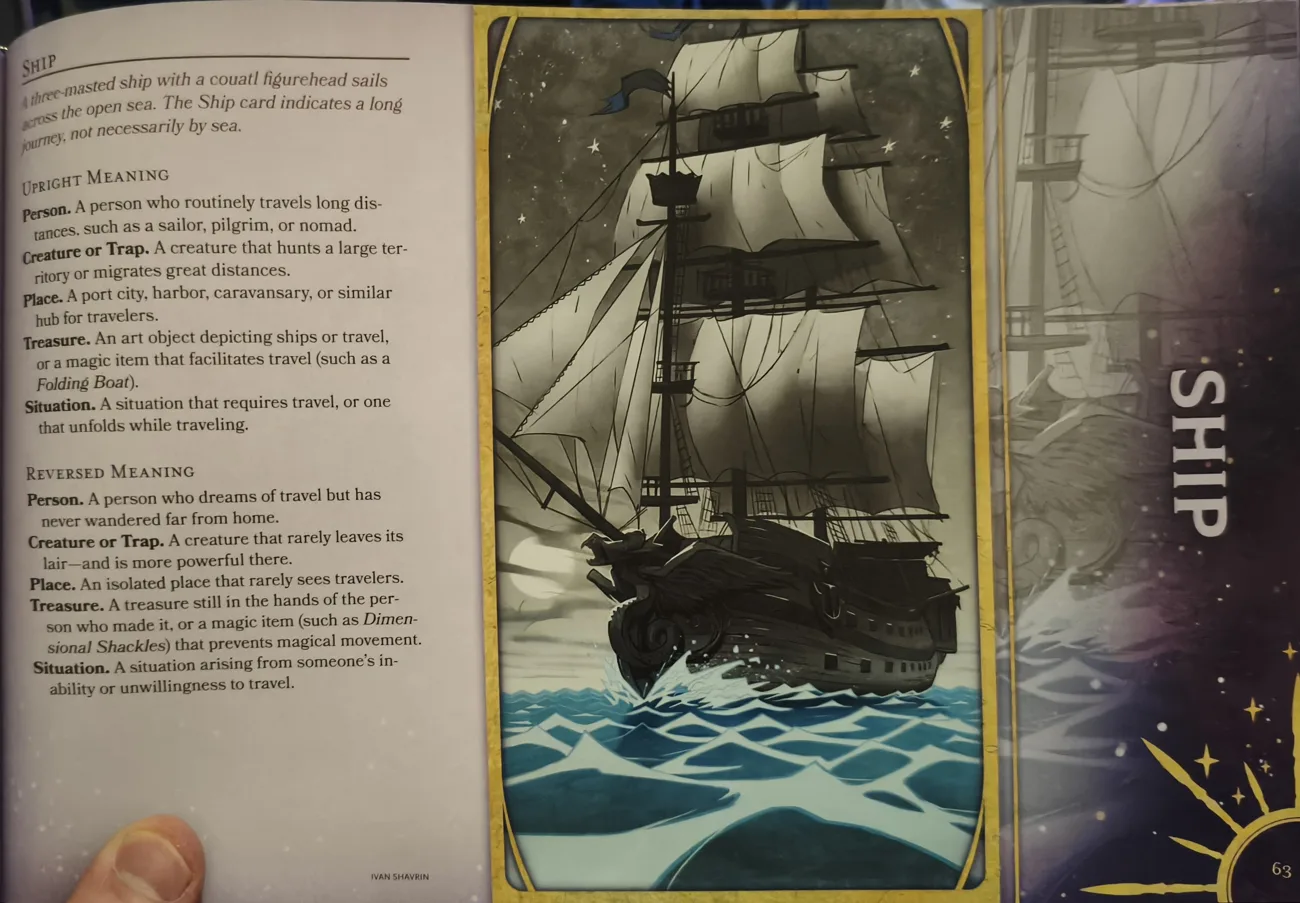 Ship
A three-masted ship with a couatl figurehead sails
across the open sea. The Ship card indicates a long
journey, not necessarily by sea.
Upright Meaning
Person. A person who routinely travels long dis-
tances, such as a sailor, pilgrim, or nomad.
Creature or Trap. A creature that hunts a large ter-
ritory or migrates great distances.
Place. A port city, harbor, caravansary, or similar
hub for travelers.
Treasure. An art object depicting ships or travel,
or a magic item that facilitates travel (such as a
Folding Boat).
Situation. A situation that requires travel, or one
that unfolds while traveling.
Reversed Meaning
Person. A person who dreams of travel but has
never wandered far from home.
Creature or Trap. A creature that rarely leaves its
lair—and is more powerful there.
Place. An isolated place that rarely sees travelers.
Treasure. A treasure still in the hands of the per-
son who made it, or a magic item (such as Dimen-
sional Shackles) that prevents magical movement.
Situation. A situation arising from someone's in-
ability or unwillingness to travel.
IVAN SHAVRIN
SHIP
63